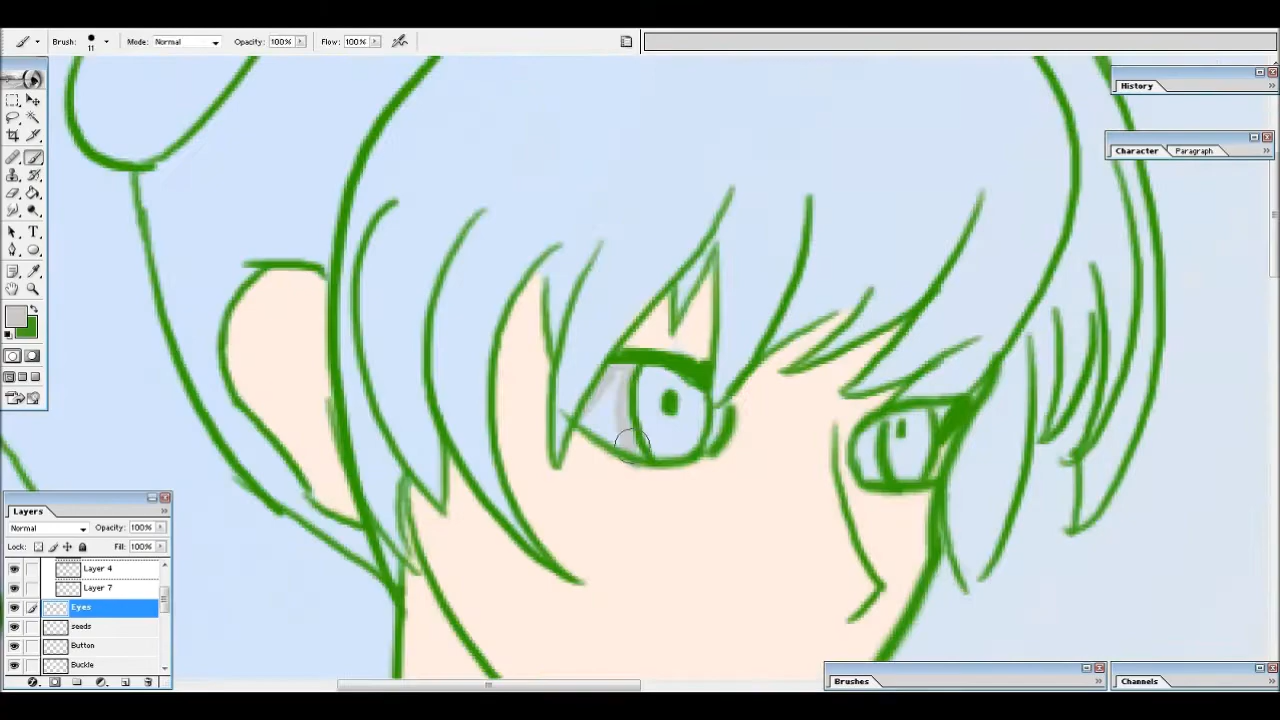 Brush: 11 Mode: Normal Opacity: 100% Flow: 100%
History
Character Paragraph
T
Layers
Normal Opacity: 100%
Lock: Fill: 100%
Layer 4
Layer 7
Eyes
seeds
Button
Buckle
Brushes
Channels